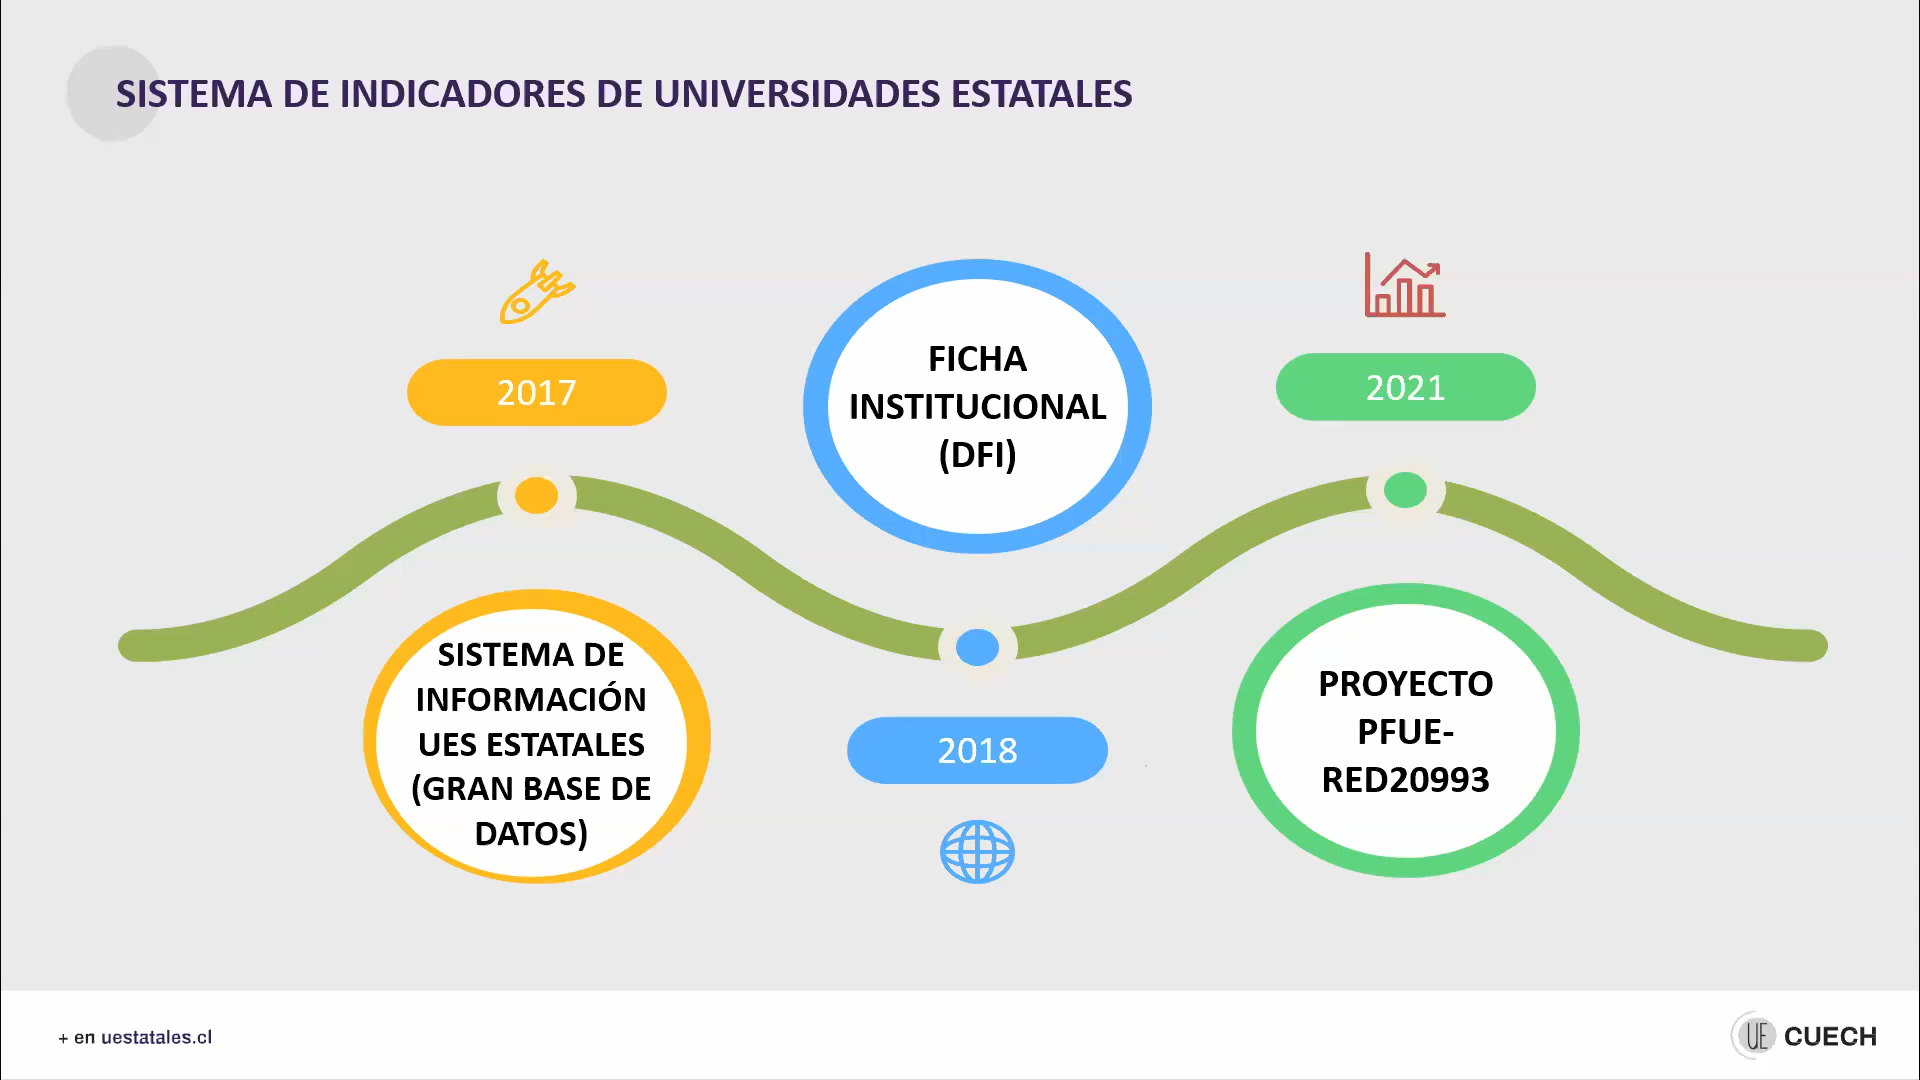 SISTEMA DE INDICADORES DE UNIVERSIDADES ESTATALES
2017
SISTEMA DE
INFORMACIÓN
UES ESTATALES
(GRAN BASE DE
DATOS)
FICHA
INSTITUCIONAL
(DFI)
2018
2021
PROYECTO
PFUE-
RED20993
+ en uestatales.cl
UE CUECH